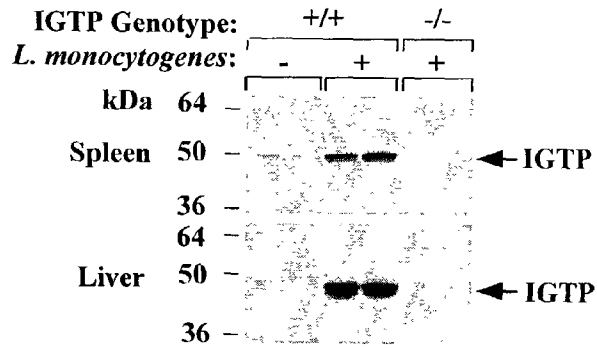 IGTP Genotype: +/+ -/-
L. monocytogenes: - + +
kDa 64
Spleen 50 IGTP
36
64
Liver 50 IGTP
36